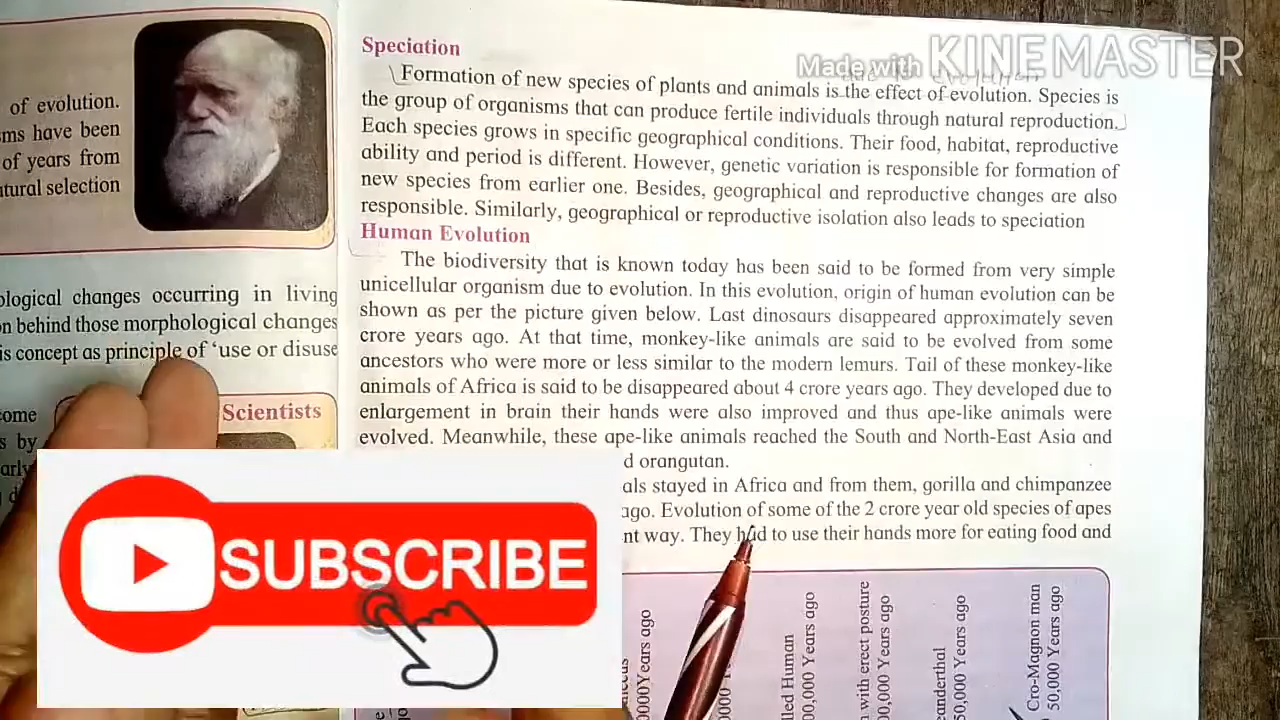 Made with KINEMASTER
of evolution.
sms have been
of years from
atural selection
ological changes occurring in living
n behind those morphological changes
is concept as principle of ‘use or disuse
come
Scientists
s by
Speciation
Formation of new species of plants and animals is the effect of evolution. Species is
the group of organisms that can produce fertile individuals through natural reproduction.
Each species grows in specific geographical conditions. Their food, habitat, reproductive
ability and period is different. However, genetic variation is responsible for formation of
new species from earlier one. Besides, geographical and reproductive changes are also
responsible. Similarly, geographical or reproductive isolation also leads to speciation
Human Evolution
The biodiversity that is known today has been said to be formed from very simple
unicellular organism due to evolution. In this evolution, origin of human evolution can be
shown as per the picture given below. Last dinosaurs disappeared approximately seven
crore years ago. At that time, monkey-like animals are said to be evolved from some
ancestors who were more or less similar to the modern lemurs. Tail of these monkey-like
animals of Africa is said to be disappeared about 4 crore years ago. They developed due to
enlargement in brain their hands were also improved and thus ape-like animals were
evolved. Meanwhile, these ape-like animals reached the South and North-East Asia and
d orangutan.
als stayed in Africa and from them, gorilla and chimpanzee
ago. Evolution of some of the 2 crore year old species of apes
nt way. They had to use their hands more for eating food and
SUBSCRIBE
000Years ago
lled Human
00,000 Years ago
n with erect posture
00,000 Years ago
eanderthal
50,000 Years ago
Cro-Magnon man
50,000 Years ago